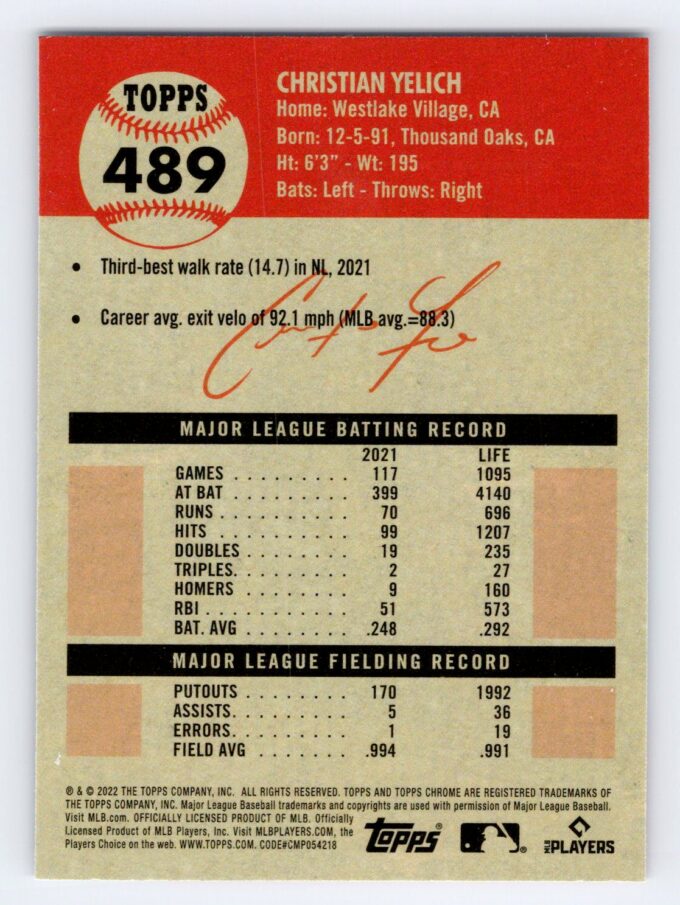 TOPPS
489
CHRISTIAN YELICH
Home: Westlake Village, CA
Born: 12-5-91, Thousand Oaks, CA
Ht: 6'3" - Wt: 195
Bats: Left - Throws: Right
• Third-best walk rate (14.7) in NL, 2021
• Career avg. exit velo of 92.1 mph (MLB avg.=88.3)
MAJOR LEAGUE BATTING RECORD
2021 LIFE
GAMES . . . . . . . . . 117 1095
AT BAT . . . . . . . . . 399 4140
RUNS . . . . . . . . . . 70 696
HITS . . . . . . . . . . 99 1207
DOUBLES . . . . . . . . 19 235
TRIPLES. . . . . . . . . 2 27
HOMERS . . . . . . . . 9 160
RBI . . . . . . . . . . . 51 573
BAT. AVG . . . . . . . .248 .292
MAJOR LEAGUE FIELDING RECORD
PUTOUTS . . . . . . . . 170 1992
ASSISTS. . . . . . . . . 5 36
ERRORS. . . . . . . . . 1 19
FIELD AVG . . . . . . . .994 .991
® & © 2022 THE TOPPS COMPANY, INC. ALL RIGHTS RESERVED. TOPPS AND TOPPS CHROME ARE REGISTERED TRADEMARKS OF
THE TOPPS COMPANY, INC. Major League Baseball trademarks and copyrights are used with permission of Major League Baseball.
Visit MLB.com. OFFICIALLY LICENSED PRODUCT OF MLB. Officially
Licensed Product of MLB Players, Inc. Visit MLBPLAYERS.COM, the
Players Choice on the web. WWW.TOPPS.COM. CODE#CMP054218
TOPPS®
MLB PLAYERS